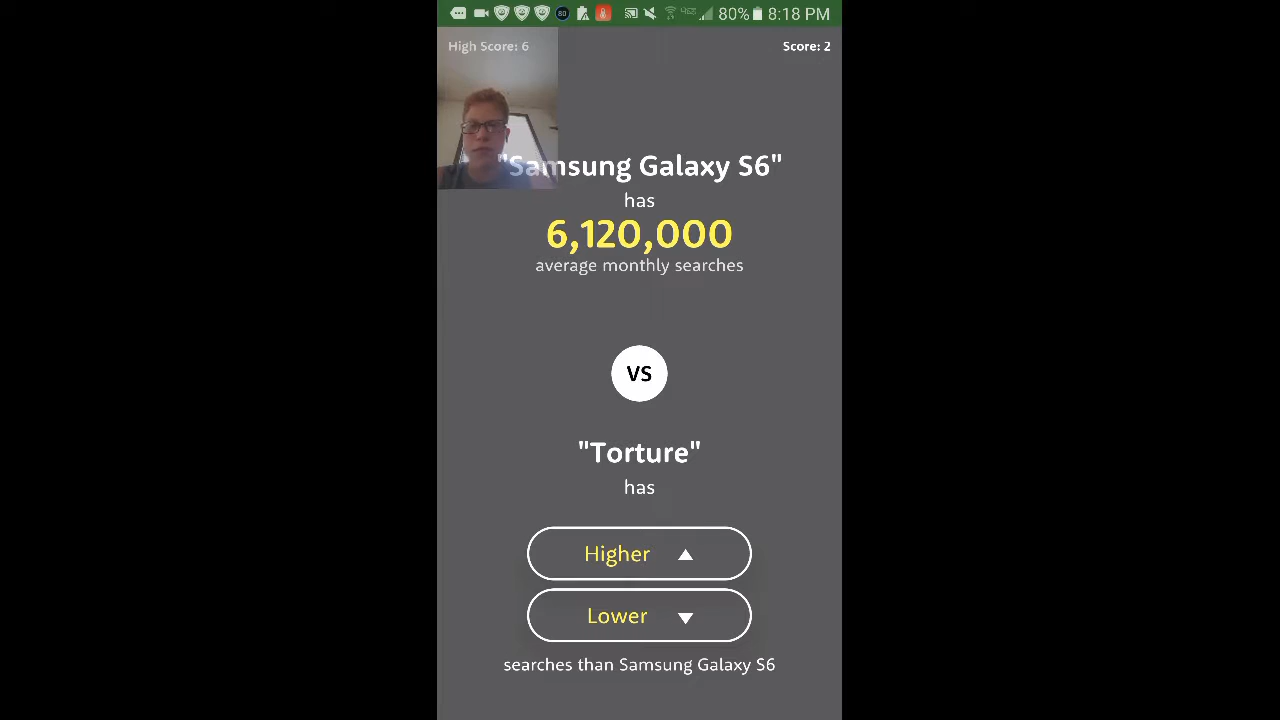 80% 8:18 PM
High Score: 6
Score: 2
"Samsung Galaxy S6"
has
6,120,000
average monthly searches
VS
"Torture"
has
Higher
Lower
searches than Samsung Galaxy S6